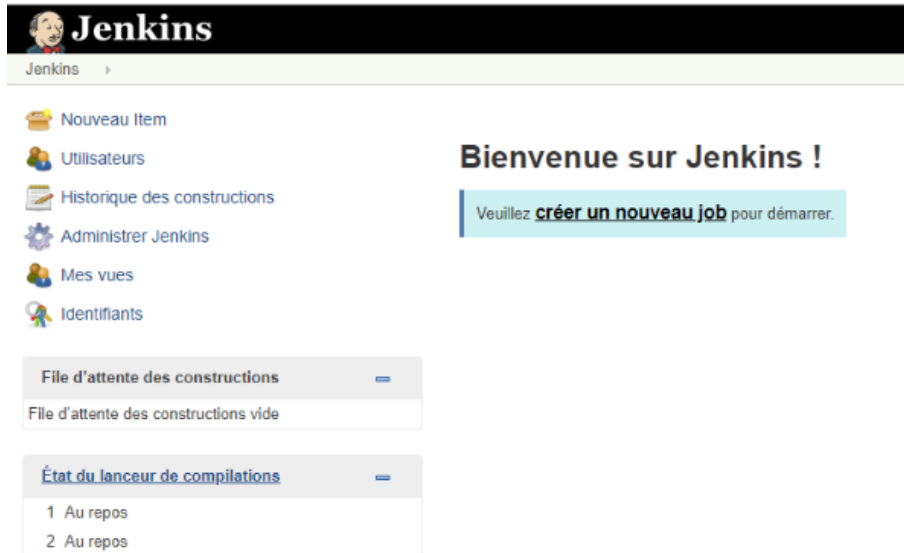 Jenkins
Jenkins
Nouveau Item
Utilisateurs
Historique des constructions
Administrer Jenkins
Mes vues
Identifiants
File d'attente des constructions
File d'attente des constructions vide
État du lanceur de compilations
1 Au repos
2 Au repos
Bienvenue sur Jenkins !
Veuillez créer un nouveau job pour démarrer.